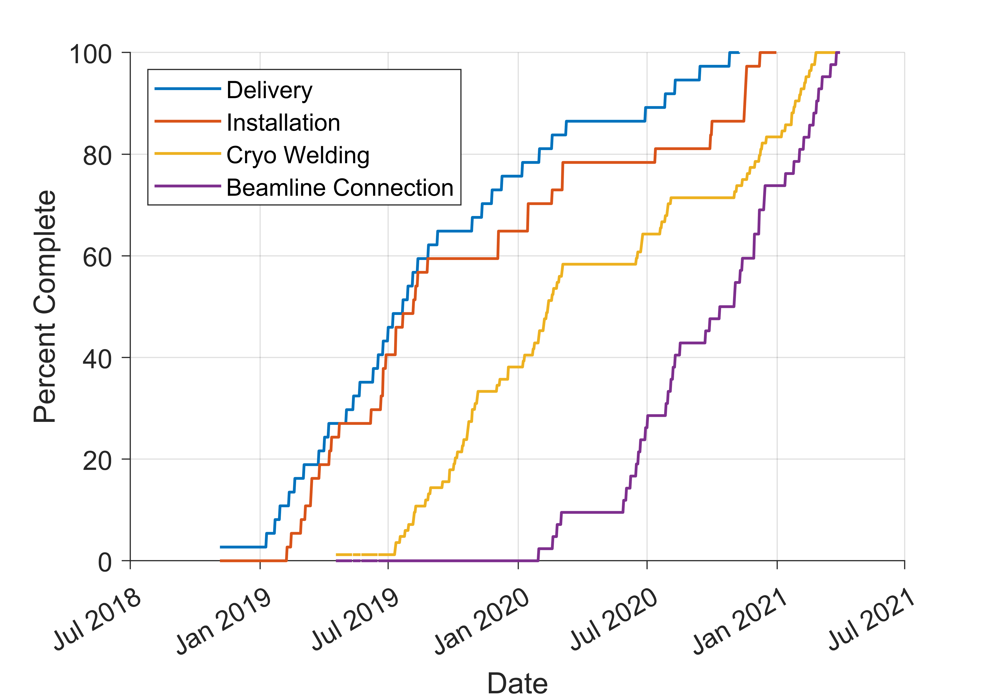 100
80
60
40
20
0
Percent Complete
Delivery
Installation
Cryo Welding
Beamline Connection
Jul 2018
Jan 2019
Jul 2019
Jan 2020
Jul 2020
Jan 2021
Jul 2021
Date